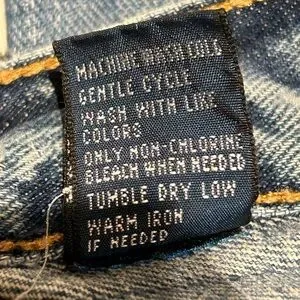 MACHINE WASH COLD
GENTLE CYCLE
WASH WITH LIKE
COLORS
ONLY NON-CHLORINE
BLEACH WHEN NEEDED
TUMBLE DRY LOW
WARM IRON
IF NEEDED